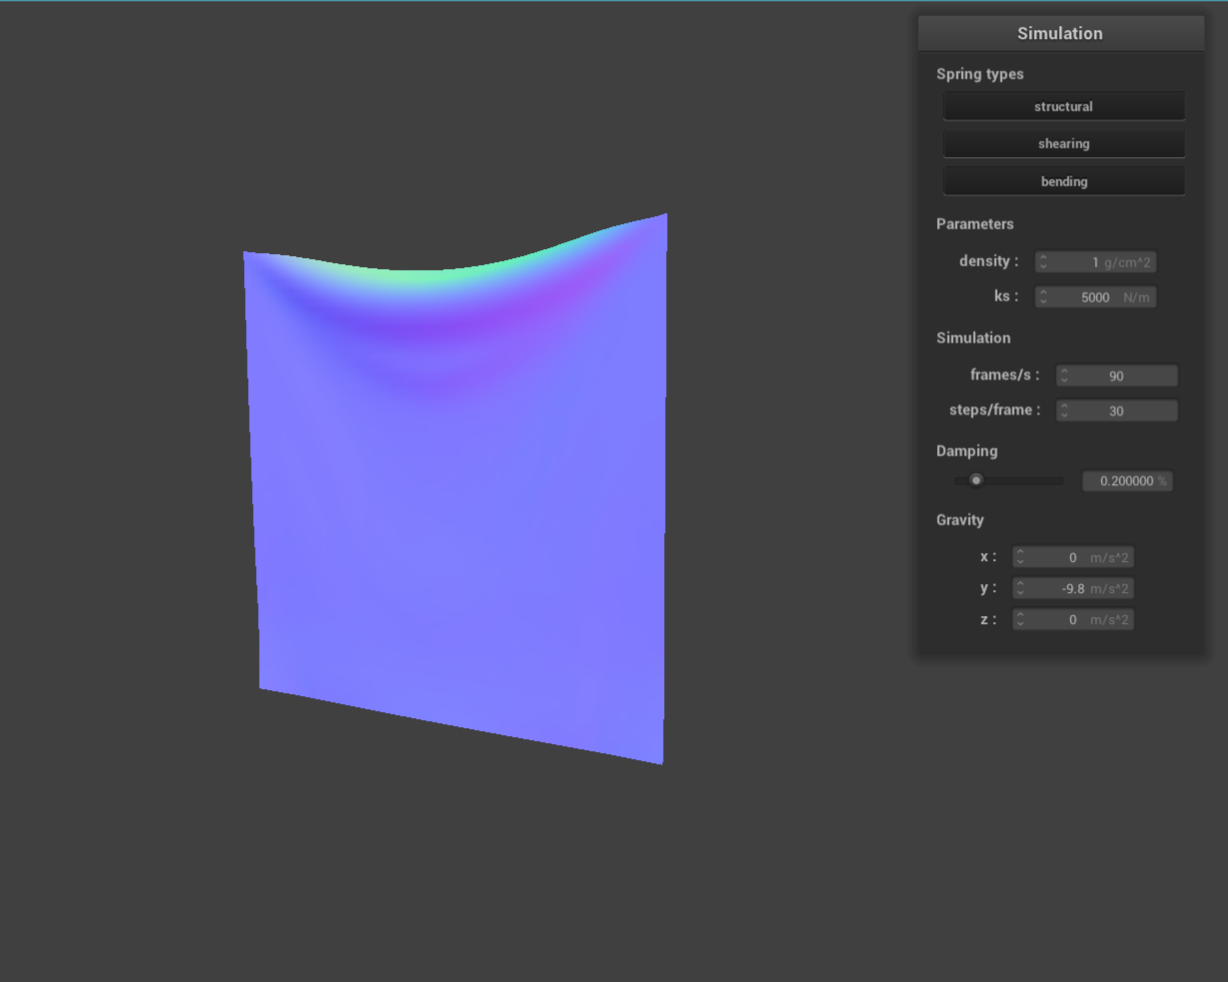 Simulation
Spring types
structural
shearing
bending
Parameters
density : 1 g/cm^2
ks : 5000 N/m
Simulation
frames/s : 90
steps/frame : 30
Damping
0.200000 %
Gravity
x : 0 m/s^2
y : -9.8 m/s^2
z : 0 m/s^2